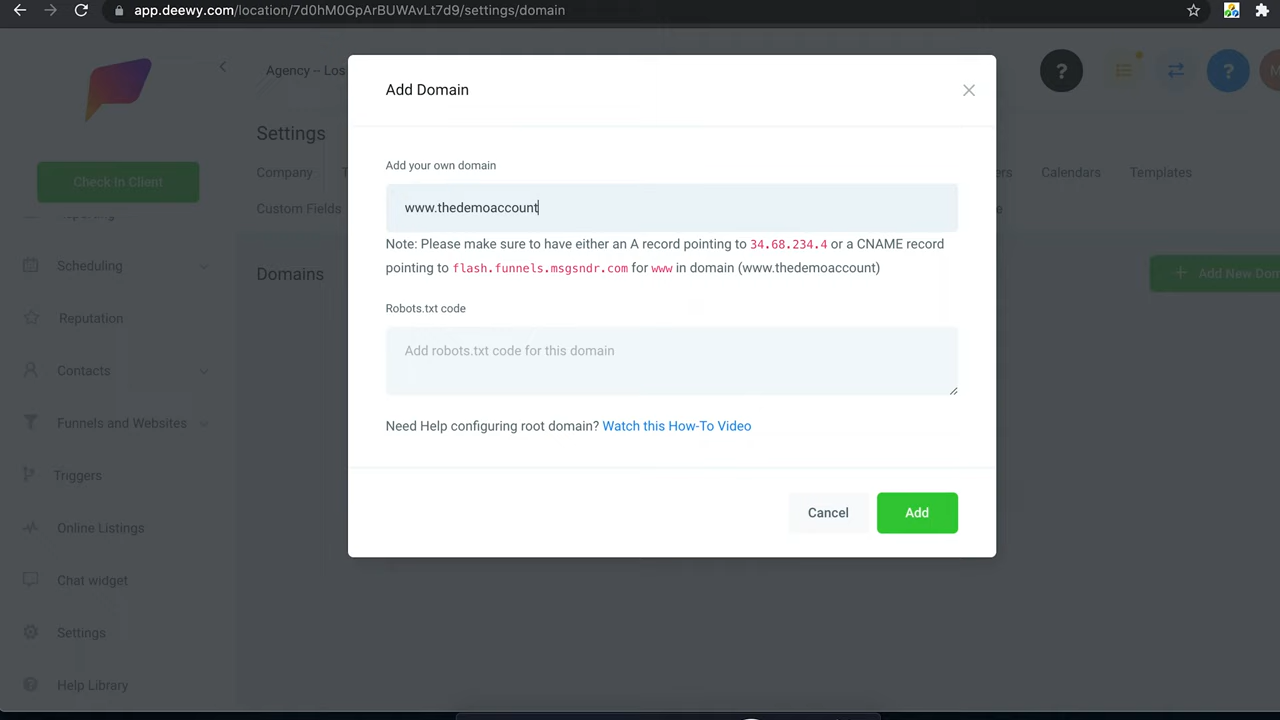 app.deewy.com/location/7d0hM0GpArBUWAvLt7d9/settings/domain
Agency – Los
?
?
Add Domain
Settings
Check In Client
Company
Calendars
Templates
Custom Fields
Reporting
Scheduling
Reputation
Contacts
Funnels and Websites
Triggers
Online Listings
Chat widget
Settings
Help Library
Domains
Add New Dom
Add your own domain
www.thedemoaccount
Note: Please make sure to have either an A record pointing to 34.68.234.4 or a CNAME record
pointing to flash.funnels.msgsndr.com for www in domain (www.thedemoaccount)
Robots.txt code
Add robots.txt code for this domain
Need Help configuring root domain? Watch this How-To Video
Cancel
Add